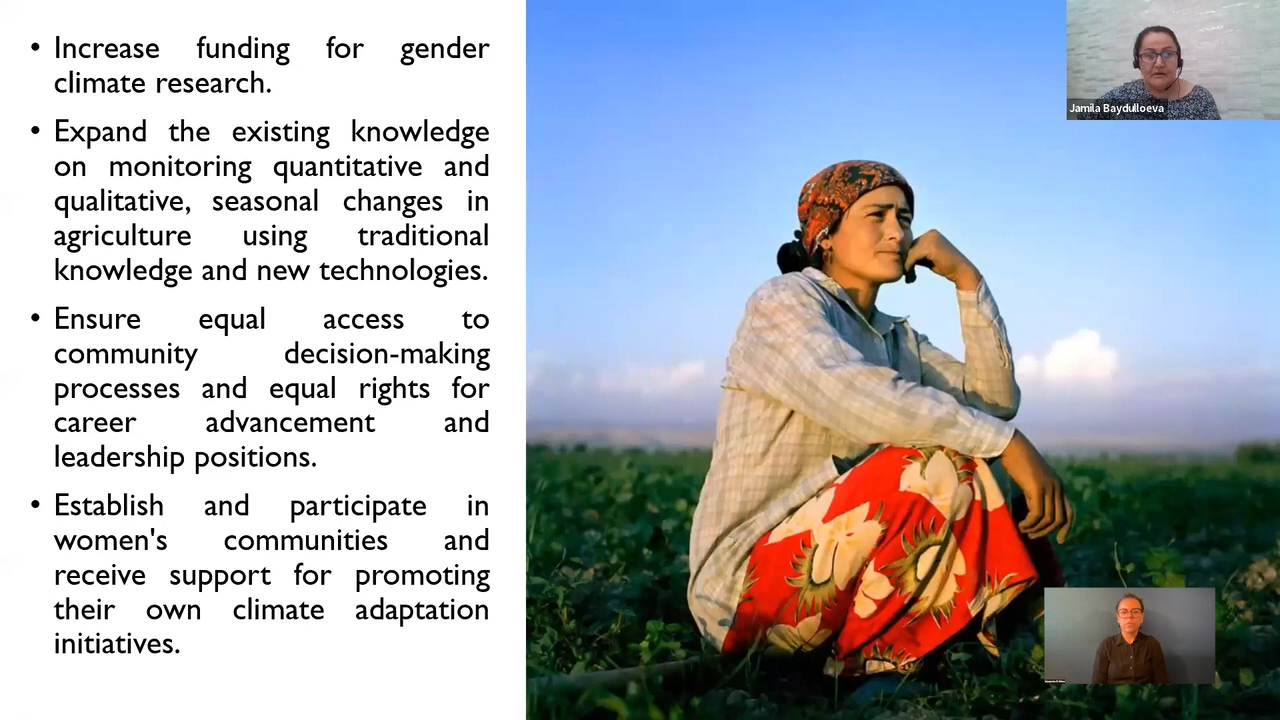 • Increase funding for gender
climate research.
• Expand the existing knowledge
on monitoring quantitative and
qualitative, seasonal changes in
agriculture using traditional
knowledge and new technologies.
• Ensure equal access to
community decision-making
processes and equal rights for
career advancement and
leadership positions.
• Establish and participate in
women's communities and
receive support for promoting
their own climate adaptation
initiatives.
Jamila Baydulloeva